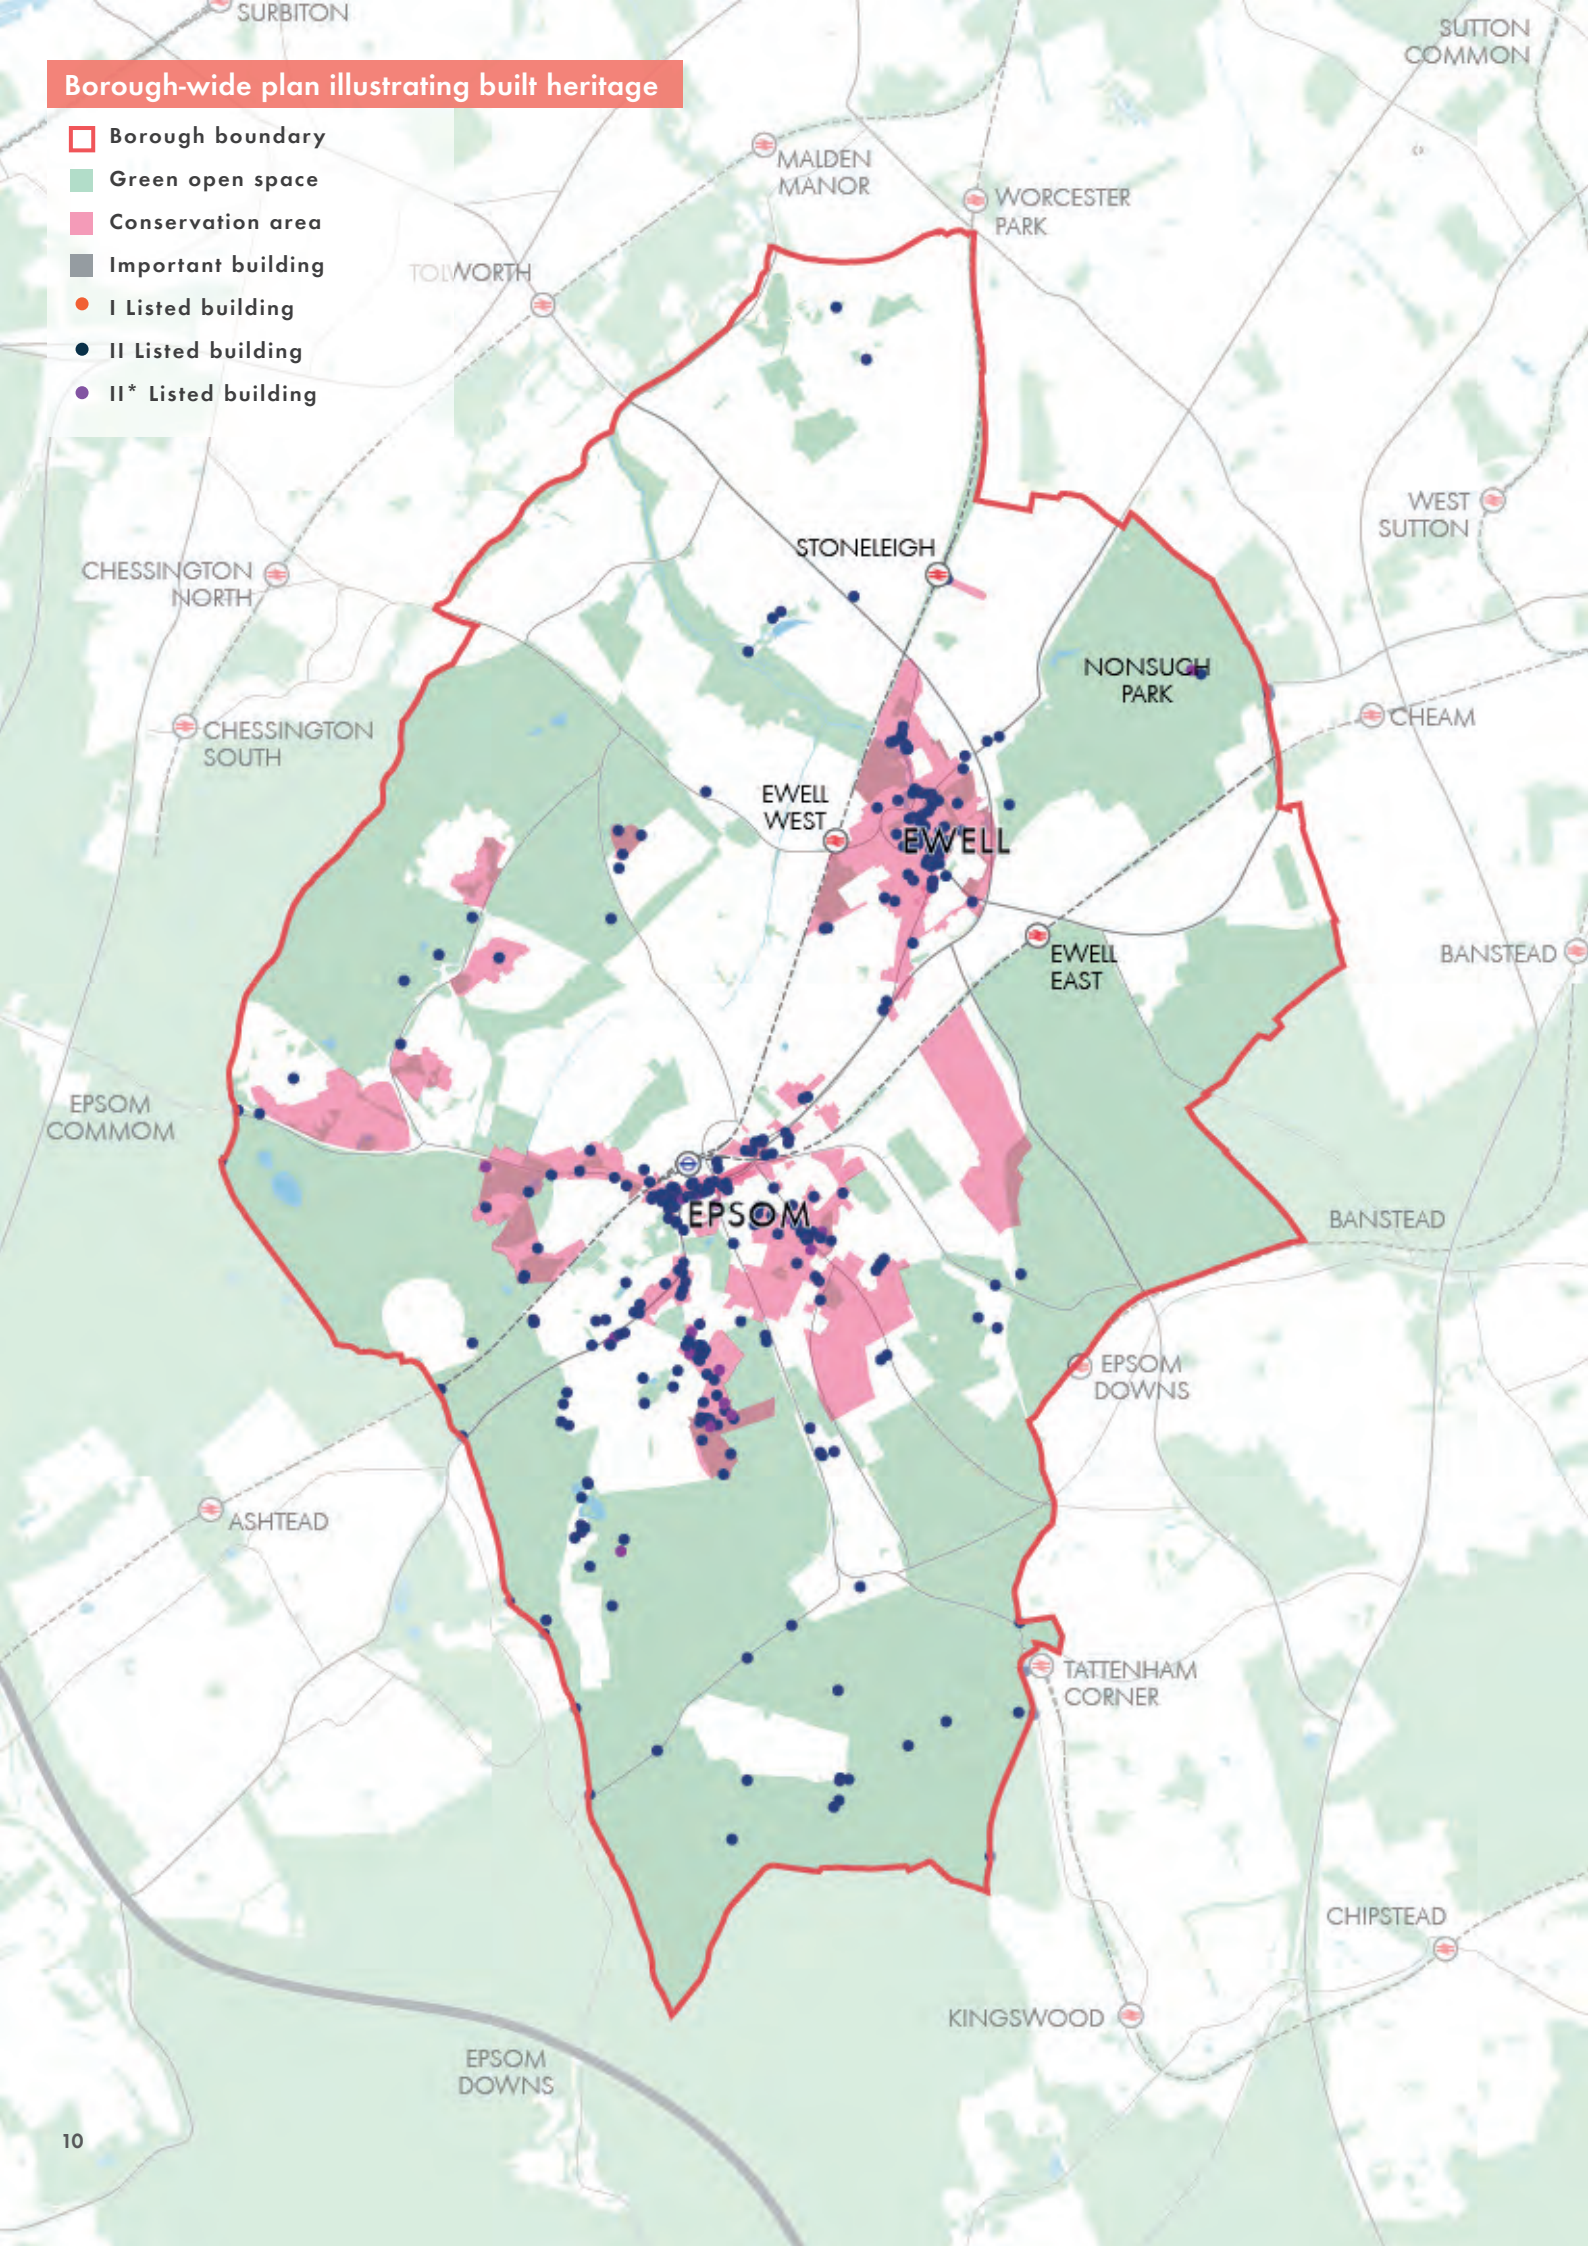 SURBITON
SUTTON
COMMON
Borough-wide plan illustrating built heritage
Borough boundary
Green open space
Conservation area
Important building
I Listed building
II Listed building
II* Listed building
MALDEN
MANOR
WORCESTER
PARK
TOLWORTH
WEST
SUTTON
STONELEIGH
CHESSINGTON
NORTH
NONSUCH
PARK
CHEAM
CHESSINGTON
SOUTH
EWELL
WEST
EWELL
EWELL
EAST
BANSTEAD
EPSOM
COMMOM
EPSOM
BANSTEAD
EPSOM
DOWNS
ASHTEAD
TATTENHAM
CORNER
CHIPSTEAD
KINGSWOOD
EPSOM
DOWNS
10